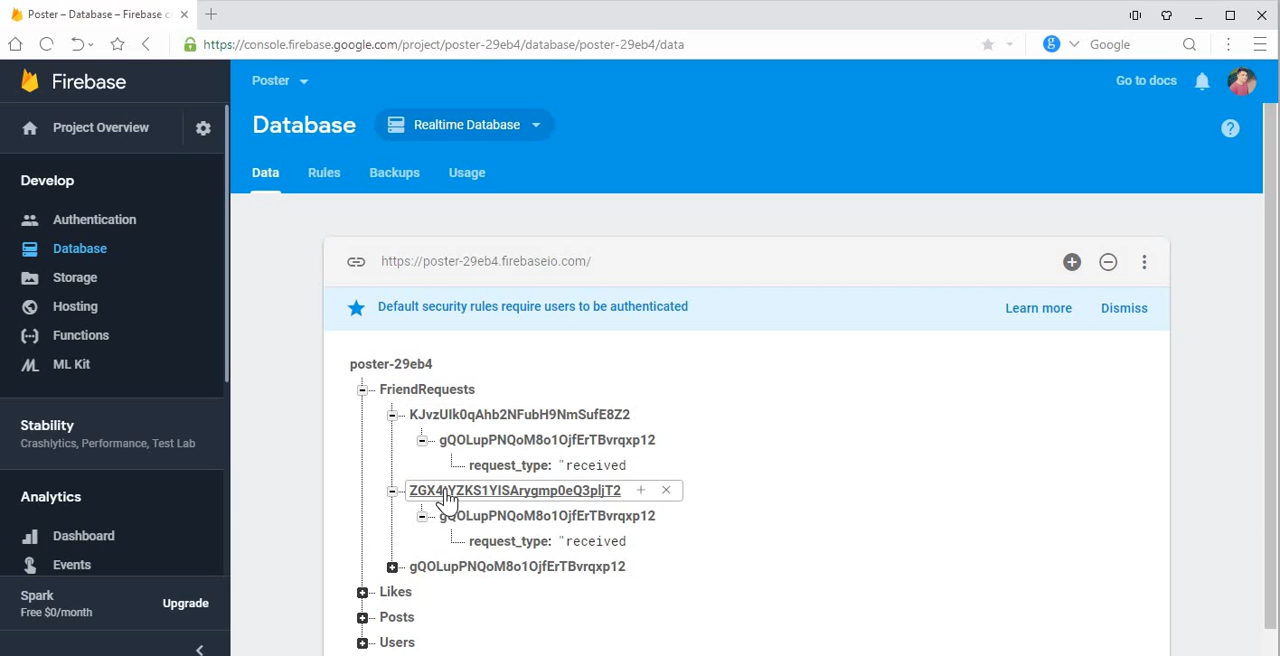 Poster – Database – Firebase c
https://console.firebase.google.com/project/poster-29eb4/database/poster-29eb4/data
Google
Firebase
Poster
Go to docs
Project Overview
Database
Realtime Database
Data
Rules
Backups
Usage
Develop
Authentication
Database
Storage
Hosting
Functions
ML Kit
Stability
Crashlytics, Performance, Test Lab
Analytics
Dashboard
Events
Spark
Free $0/month
Upgrade
https://poster-29eb4.firebaseio.com/
Default security rules require users to be authenticated
Learn more
Dismiss
poster-29eb4
FriendRequests
KJvzUIk0qAhb2NFubH9NmSufE8Z2
gQOLupPNQoM8o1OjfErTBvrqxp12
request_type: "received
gQOLupPNQoM8o1OjfErTBvrqxp12
request_type: "received
gQOLupPNQoM8o1OjfErTBvrqxp12
Likes
Posts
Users